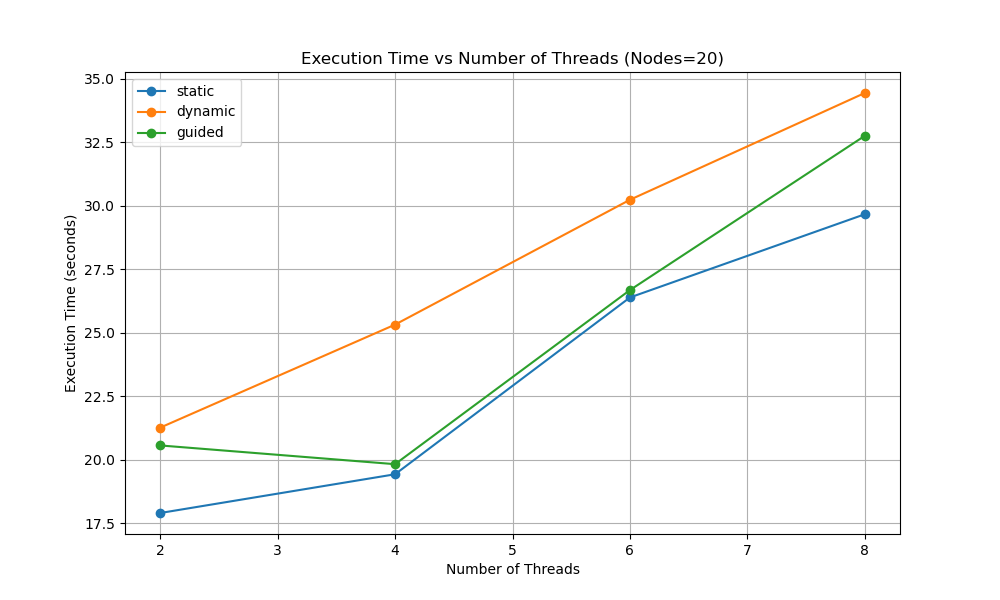 Execution Time vs Number of Threads (Nodes=20)
static
dynamic
guided
Execution Time (seconds)
35.0
32.5
30.0
27.5
25.0
22.5
20.0
17.5
2 3 4 5 6 7 8
Number of Threads